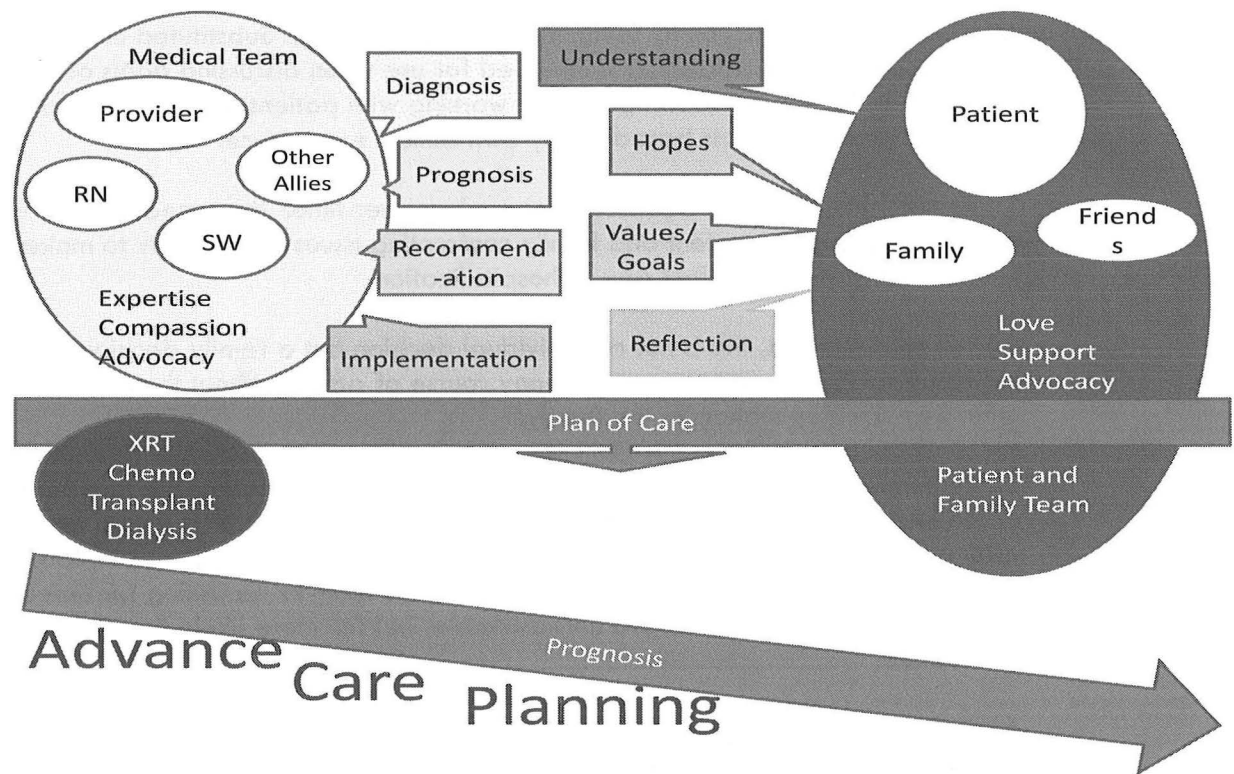 Medical Team
Provider
RN
Other
Allies
SW
Expertise
Compassion
Advocacy
Diagnosis
Prognosis
Recommend
-ation
Implementation
Understanding
Hopes
Values/
Goals
Reflection
Patient
Family
Friend
s
Love
Support
Advocacy
Plan of Care
XRT
Chemo
Transplant
Dialysis
Patient and
Family Team
Prognosis
Advance
Care
Planning